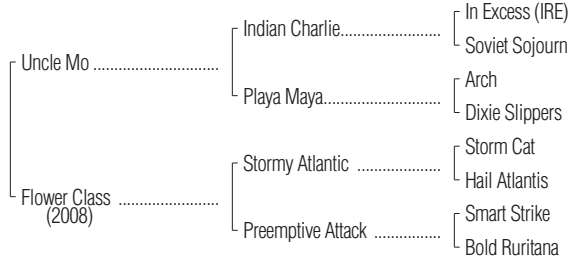 In Excess (IRE)
Indian Charlie....................
Soviet Sojourn
Uncle Mo .........................
Arch
Playa Maya........................
Dixie Slippers
Storm Cat
Stormy Atlantic .................
Hail Atlantis
Flower Class ....................
(2008)
Smart Strike
Preemptive Attack ..............
Bold Ruritana